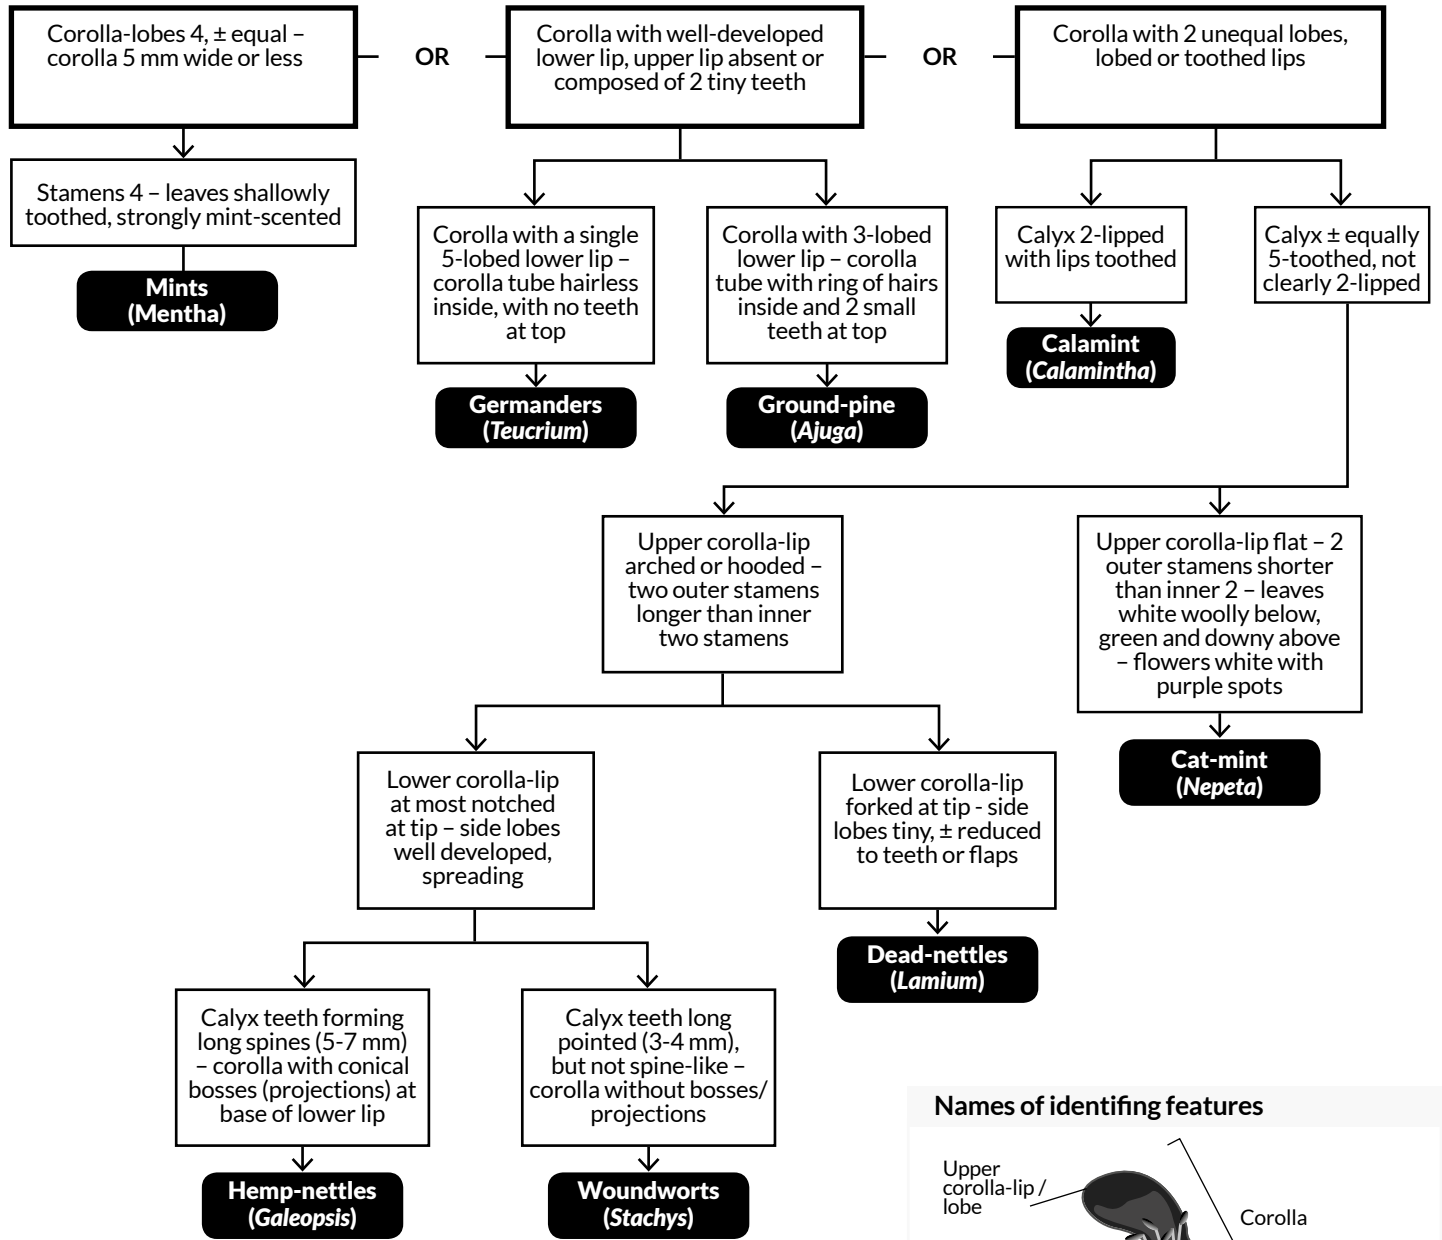 Corolla-lobes 4, ± equal –
corolla 5 mm wide or less
OR
Corolla with well-developed
lower lip, upper lip absent or
composed of 2 tiny teeth
OR
Corolla with 2 unequal lobes,
lobed or toothed lips
Stamens 4 – leaves shallowly
toothed, strongly mint-scented
Mints
(Mentha)
Corolla with a single
5-lobed lower lip –
corolla tube hairless
inside, with no teeth
at top
Germanders
(Teucrium)
Corolla with 3-lobed
lower lip – corolla
tube with ring of hairs
inside and 2 small
teeth at top
Ground-pine
(Ajuga)
Calyx 2-lipped
with lips toothed
Calamint
(Calamintha)
Calyx ± equally
5-toothed, not
clearly 2-lipped
Upper corolla-lip
arched or hooded –
two outer stamens
longer than inner
two stamens
Upper corolla-lip flat – 2
outer stamens shorter
than inner 2 – leaves
white woolly below,
green and downy above
– flowers white with
purple spots
Cat-mint
(Nepeta)
Lower corolla-lip
at most notched
at tip – side lobes
well developed,
spreading
Lower corolla-lip
forked at tip - side
lobes tiny, ± reduced
to teeth or flaps
Dead-nettles
(Lamium)
Calyx teeth forming
long spines (5-7 mm)
– corolla with conical
bosses (projections) at
base of lower lip
Hemp-nettles
(Galeopsis)
Calyx teeth long
pointed (3-4 mm),
but not spine-like –
corolla without bosses/
projections
Woundworts
(Stachys)
Names of identifing features
Upper
corolla-lip /
lobe
Corolla